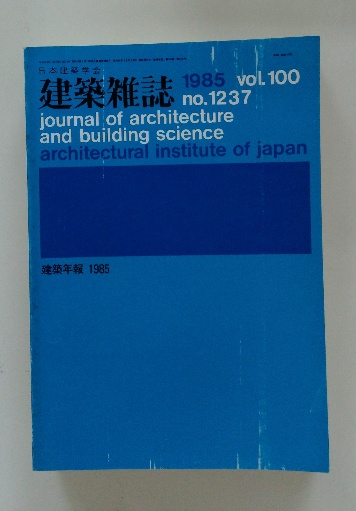 日本建築学会
建築雑誌 1985 vol.100
no.1237
journal of architecture
and building science
architectural institute of japan
建築年報 1985